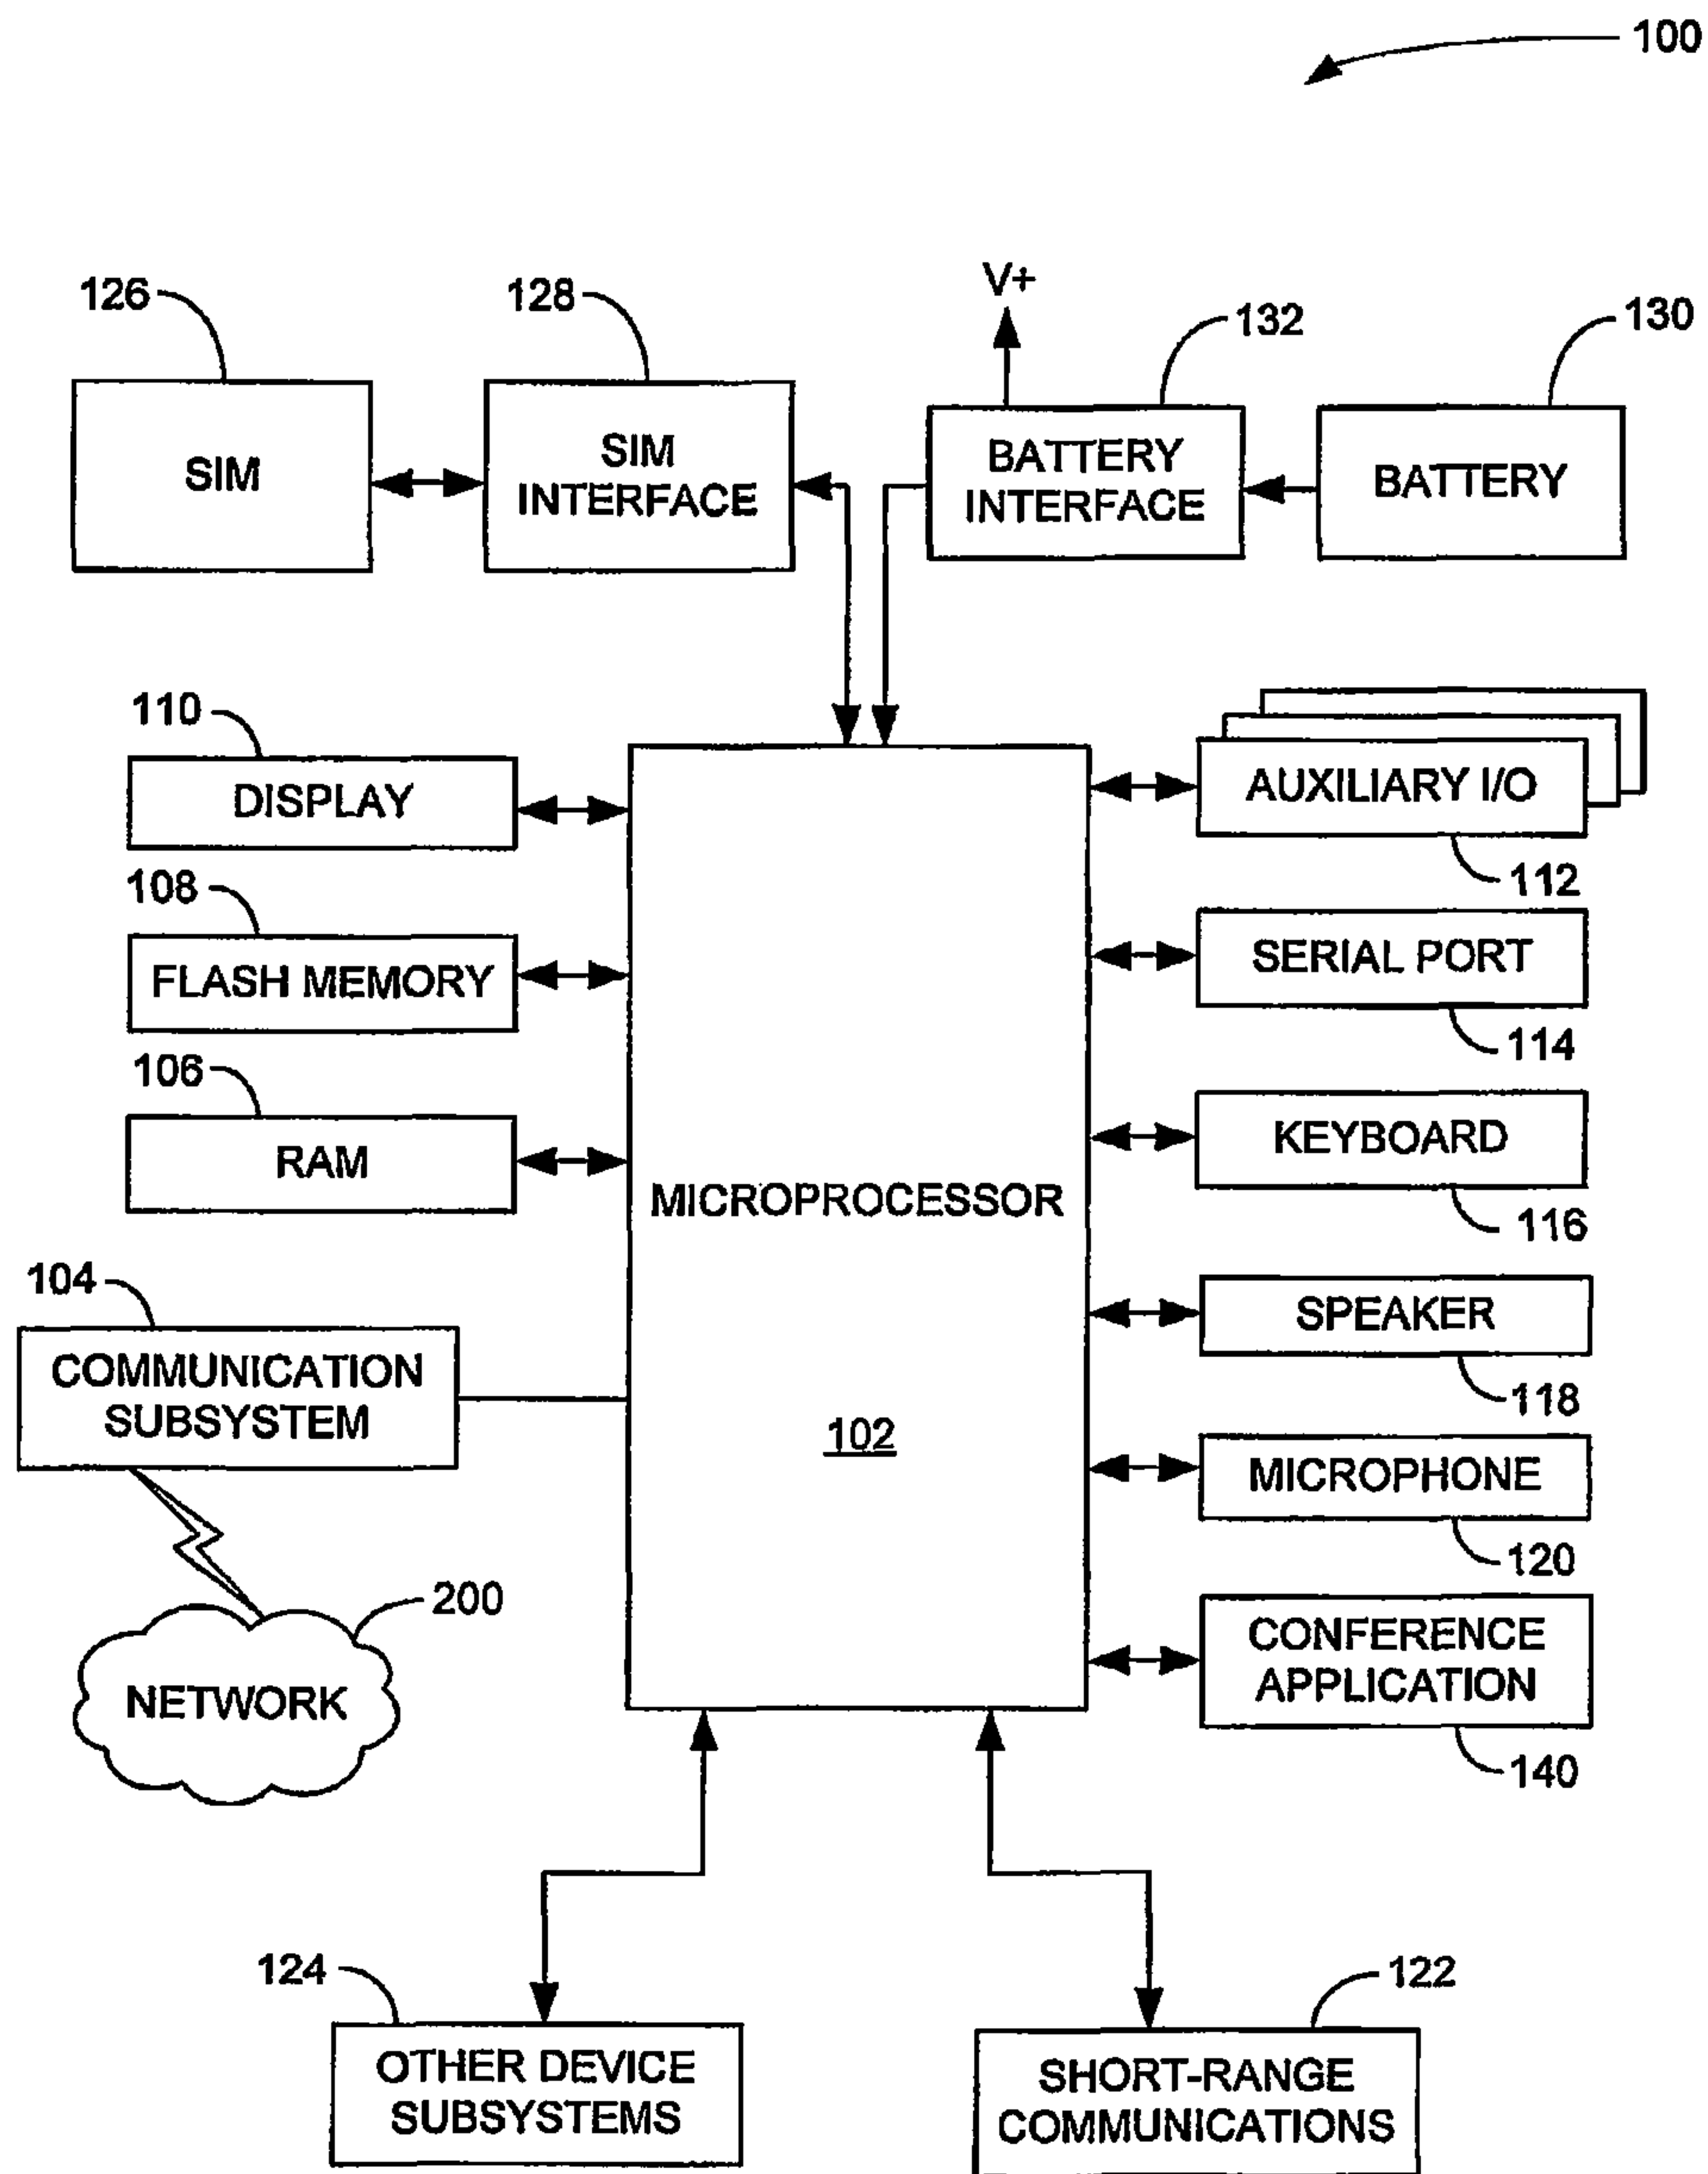 100
126
128
V+
132
130
SIM
SIM
INTERFACE
BATTERY
INTERFACE
BATTERY
110
DISPLAY
AUXILIARY I/O
112
108
FLASH MEMORY
SERIAL PORT
114
106
RAM
KEYBOARD
116
MICROPROCESSOR
102
104
COMMUNICATION
SUBSYSTEM
SPEAKER
118
MICROPHONE
120
200
NETWORK
CONFERENCE
APPLICATION
140
124
OTHER DEVICE
SUBSYSTEMS
122
SHORT-RANGE
COMMUNICATIONS